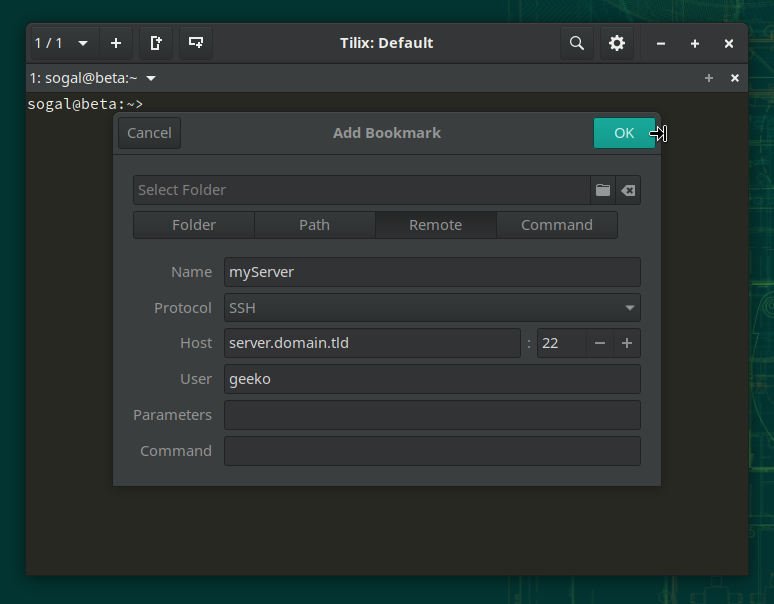 1 / 1
Tilix: Default
1: sogal@beta:~
sogal@beta:~>
Cancel Add Bookmark OK
Select Folder
Folder Path Remote Command
Name myServer
Protocol SSH
Host server.domain.tld : 22
User geeko
Parameters
Command